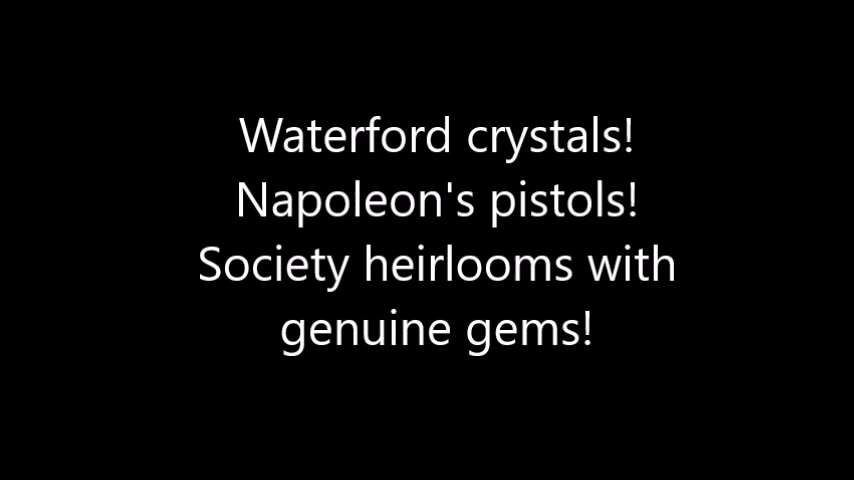 Waterford crystals!
Napoleon's pistols!
Society heirlooms with
genuine gems!